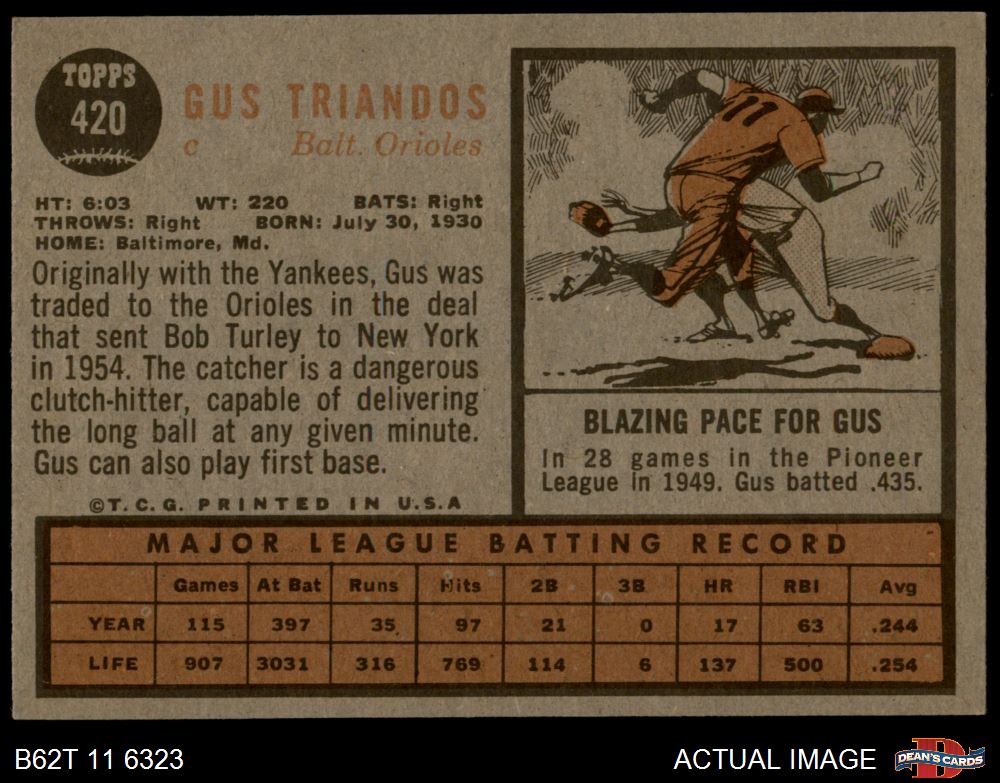 TOPPS
420
GUS TRIANDOS
c Balt. Orioles
HT: 6:03 WT: 220 BATS: Right
THROWS: Right BORN: July 30, 1930
HOME: Baltimore, Md.
Originally with the Yankees, Gus was
traded to the Orioles in the deal
that sent Bob Turley to New York
in 1954. The catcher is a dangerous
clutch-hitter, capable of delivering
the long ball at any given minute.
Gus can also play first base.
©T.C.G. PRINTED IN U.S.A
11
BLAZING PACE FOR GUS
In 28 games in the Pioneer
League in 1949. Gus batted .435.
MAJOR LEAGUE BATTING RECORD
Games At Bat Runs Hits 2B 3B HR RBI Avg
YEAR 115 397 35 97 21 0 17 63 .244
LIFE 907 3031 316 769 114 6 137 500 .254
B62T 11 6323 ACTUAL IMAGE
DEAN'S CARDS